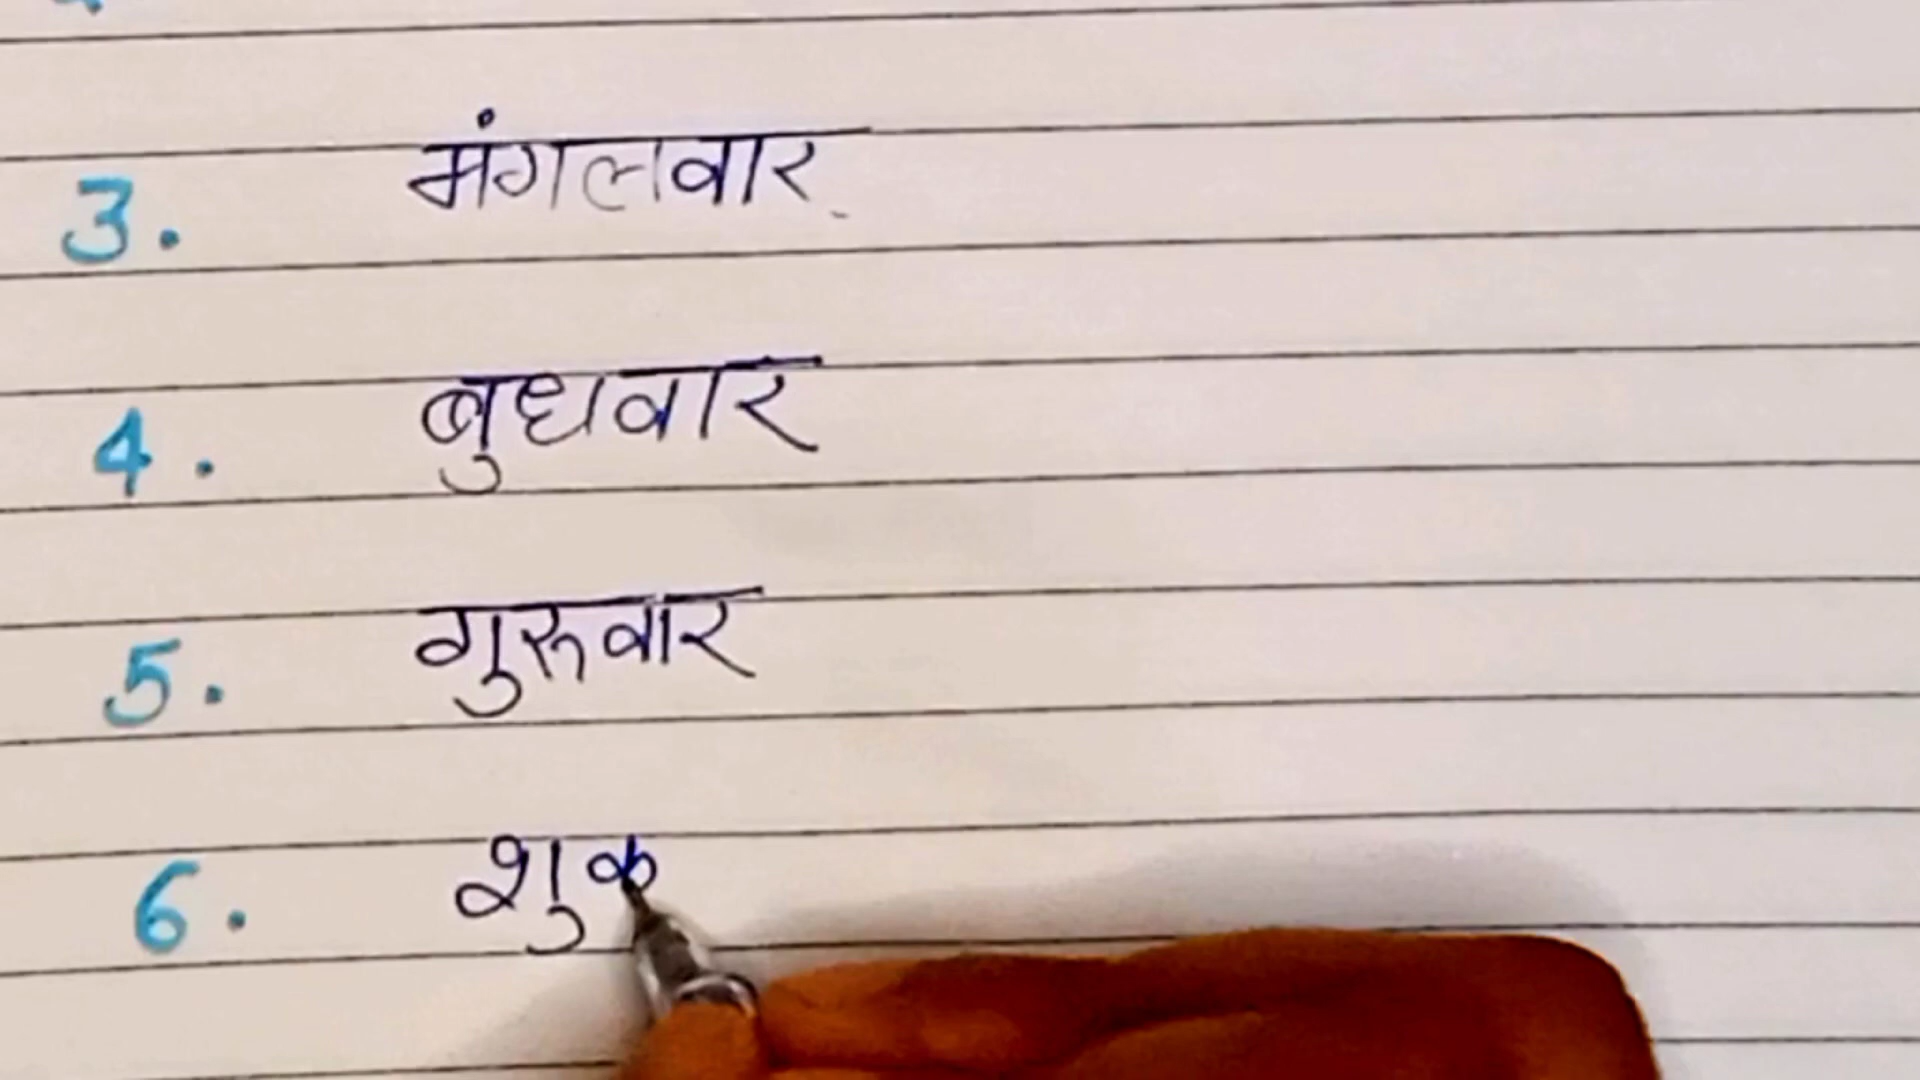 3. मंगलवार
4. बुधवार
5. गुरुवार
6. शुक